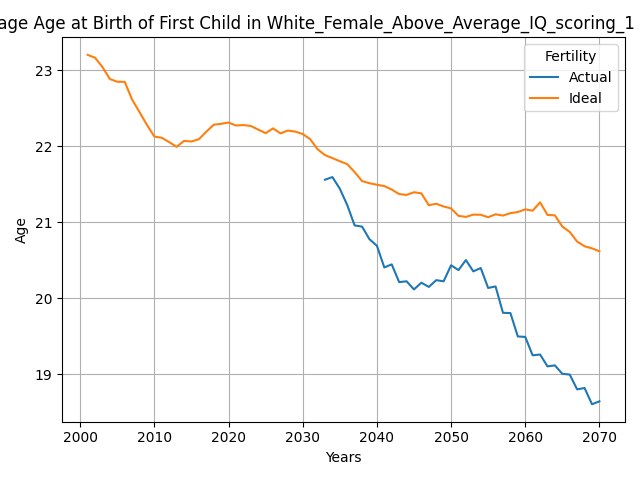 age Age at Birth of First Child in White_Female_Above_Average_IQ_scoring_1
Fertility
Actual
Ideal
23
22
21
20
19
Age
2000 2010 2020 2030 2040 2050 2060 2070
Years